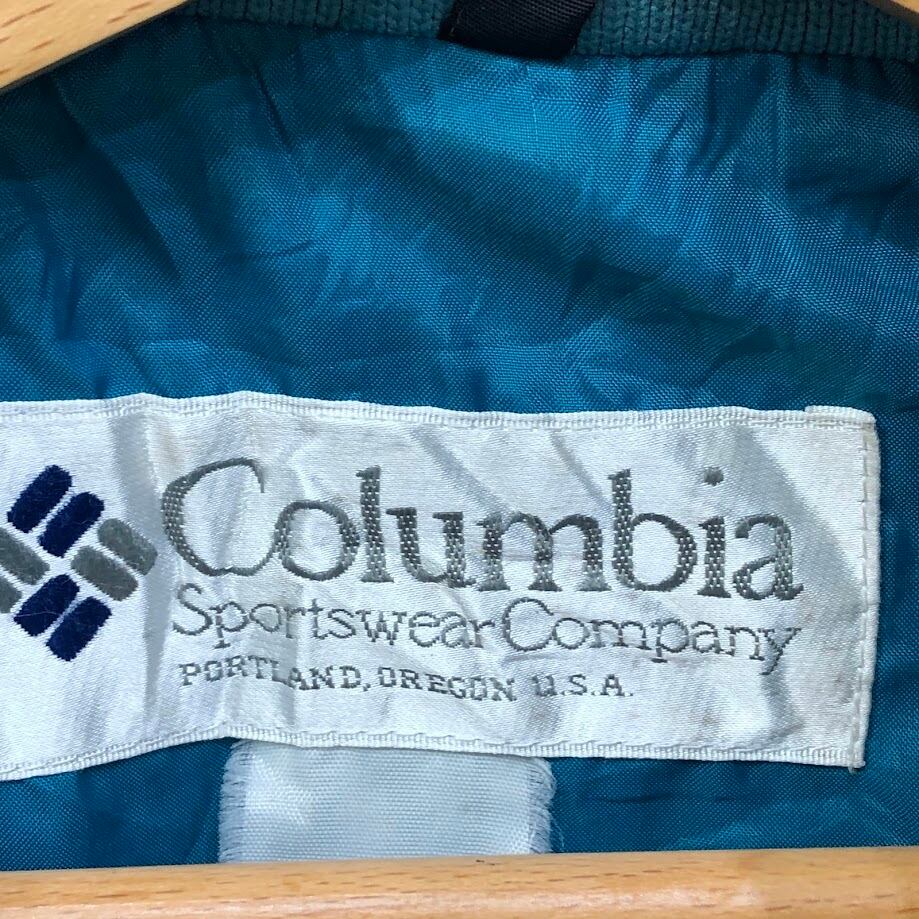 Columbia
Sportswear Company
PORTLAND, OREGON U.S.A.